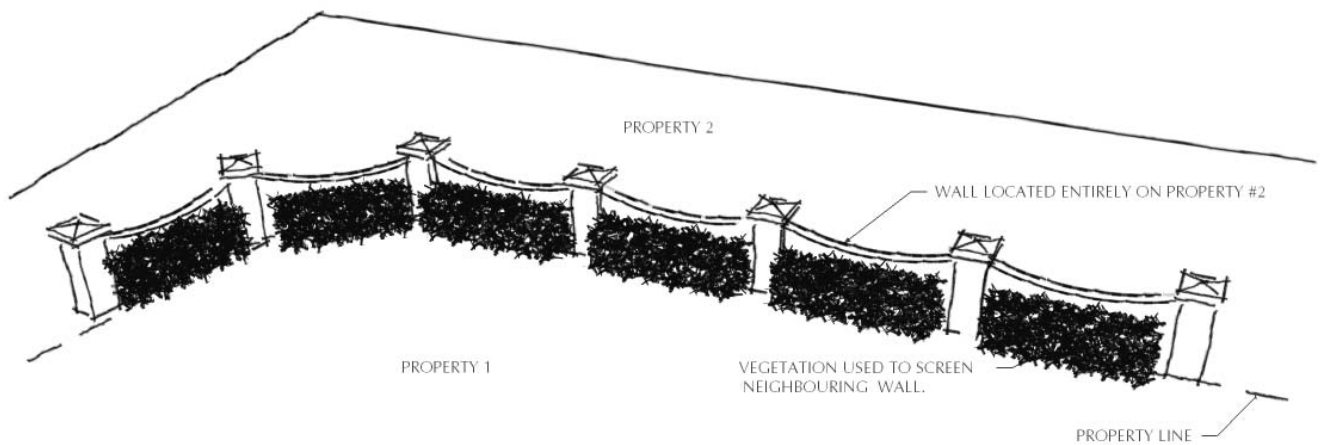 PROPERTY 2
WALL LOCATED ENTIRELY ON PROPERTY #2
PROPERTY 1
VEGETATION USED TO SCREEN
NEIGHBOURING WALL.
PROPERTY LINE